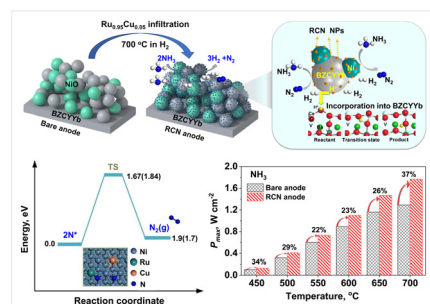 Ru0.95Cu0.05 infiltration
700 °C in H2
2NH3
3H2 +N2
NiO
BZCYYb
Bare anode
BZCYYb
RCN anode
RCN NPs
NH3
NH3
BZCYYb
Ni
N2
H2
N2
H2
H2
Incorporation into BZCYYb
Reactant
Transition state
Product
Energy, eV
TS
1.67(1.84)
2N*
0.0
N2(g)
1.9(1.7)
Ni
Ru
Cu
N
Reaction coordinate
Pmax, W cm-2
NH3
Bare anode
RCN anode
2.0
1.5
1.0
0.5
0.0
34%
29%
22%
23%
26%
37%
450 500 550 600 650 700
Temperature, °C